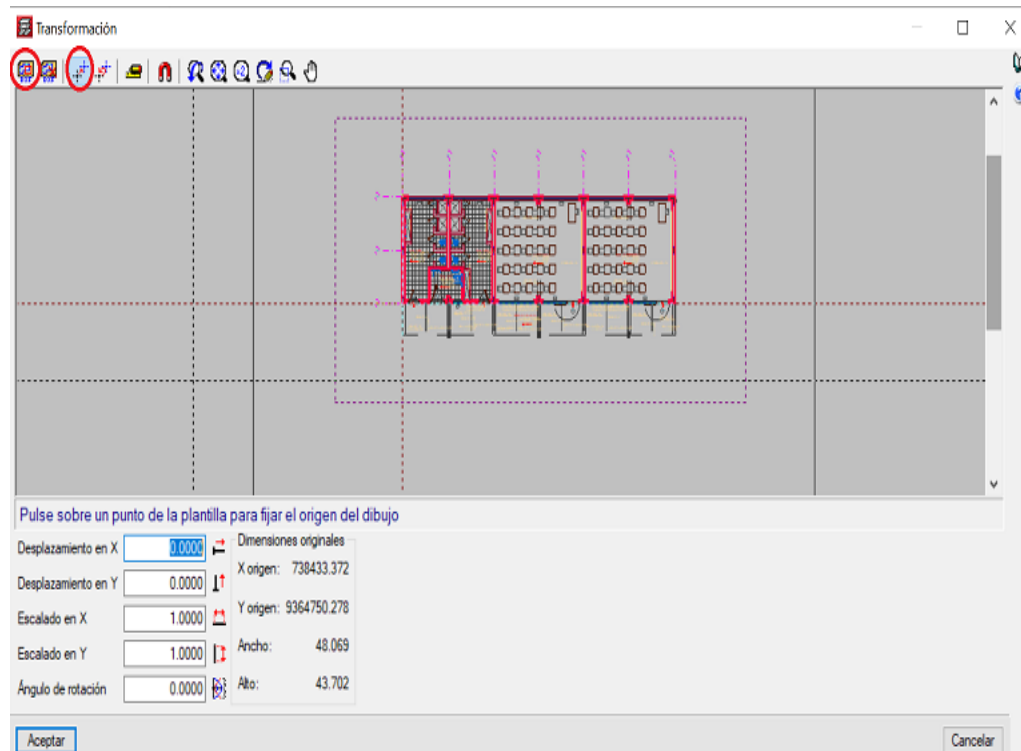 Transformación
Pulse sobre un punto de la plantilla para fijar el origen del dibujo
Desplazamiento en X 0.0000
Dimensiones originales
X origen: 738433.372
Desplazamiento en Y 0.0000
Y origen: 9364750.278
Escalado en X 1.0000
Ancho: 48.069
Escalado en Y 1.0000
Alto: 43.702
Ángulo de rotación 0.0000
Aceptar
Cancelar